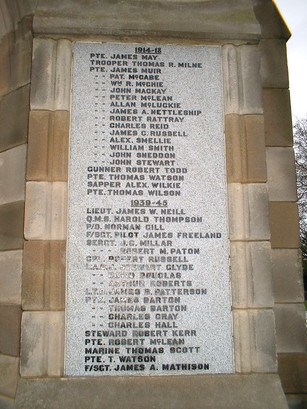 1914-18
PTE. JAMES MAY
TROOPER THOMAS H. MILNE
PTE. JAMES MUIR
- - PAT. McCABE
- - WM R. McGHIE
- - JOHN MACKAY
- - PETER McLEAN
- - ALLAN McLUCKIE
- - JAMES A. NETTLESHIP
- - ROBERT RATTRAY
- - CHARLES REID
- - JAMES C. RUSSELL
- - ALEX. SMELLIE
- - WILLIAM SMITH
- - JOHN SNEDDON
- - JOHN STEWART
GUNNER ROBERT TODD
PTE. THOMAS WATSON
SAPPER ALEX. WILKIE
PTE. THOMAS WILSON
1939-45
LIEUT. JAMES W. NEILL
Q.M.S. HAROLD THOMPSON
P/O. NORMAN GILL
F/SGT. PILOT JAMES FREELAND
SERGT. J.G. MILLAR
- - ROBERT M. PATON
CPL. ROBERT RUSSELL
STEWART CLYDE
- - DOUGLAS
- - ARTHUR ROBERTS
JAMES PATTERSON
PTE. JAMES BARTON
- - THOMAS BARTON
- - CHARLES GRAY
- - CHARLES HALL
STEWARD ROBERT KERR
PTE. ROBERT McLEAN
MARINE THOMAS SCOTT
PTE. T. WATSON
F/SGT. JAMES A. MATHISON